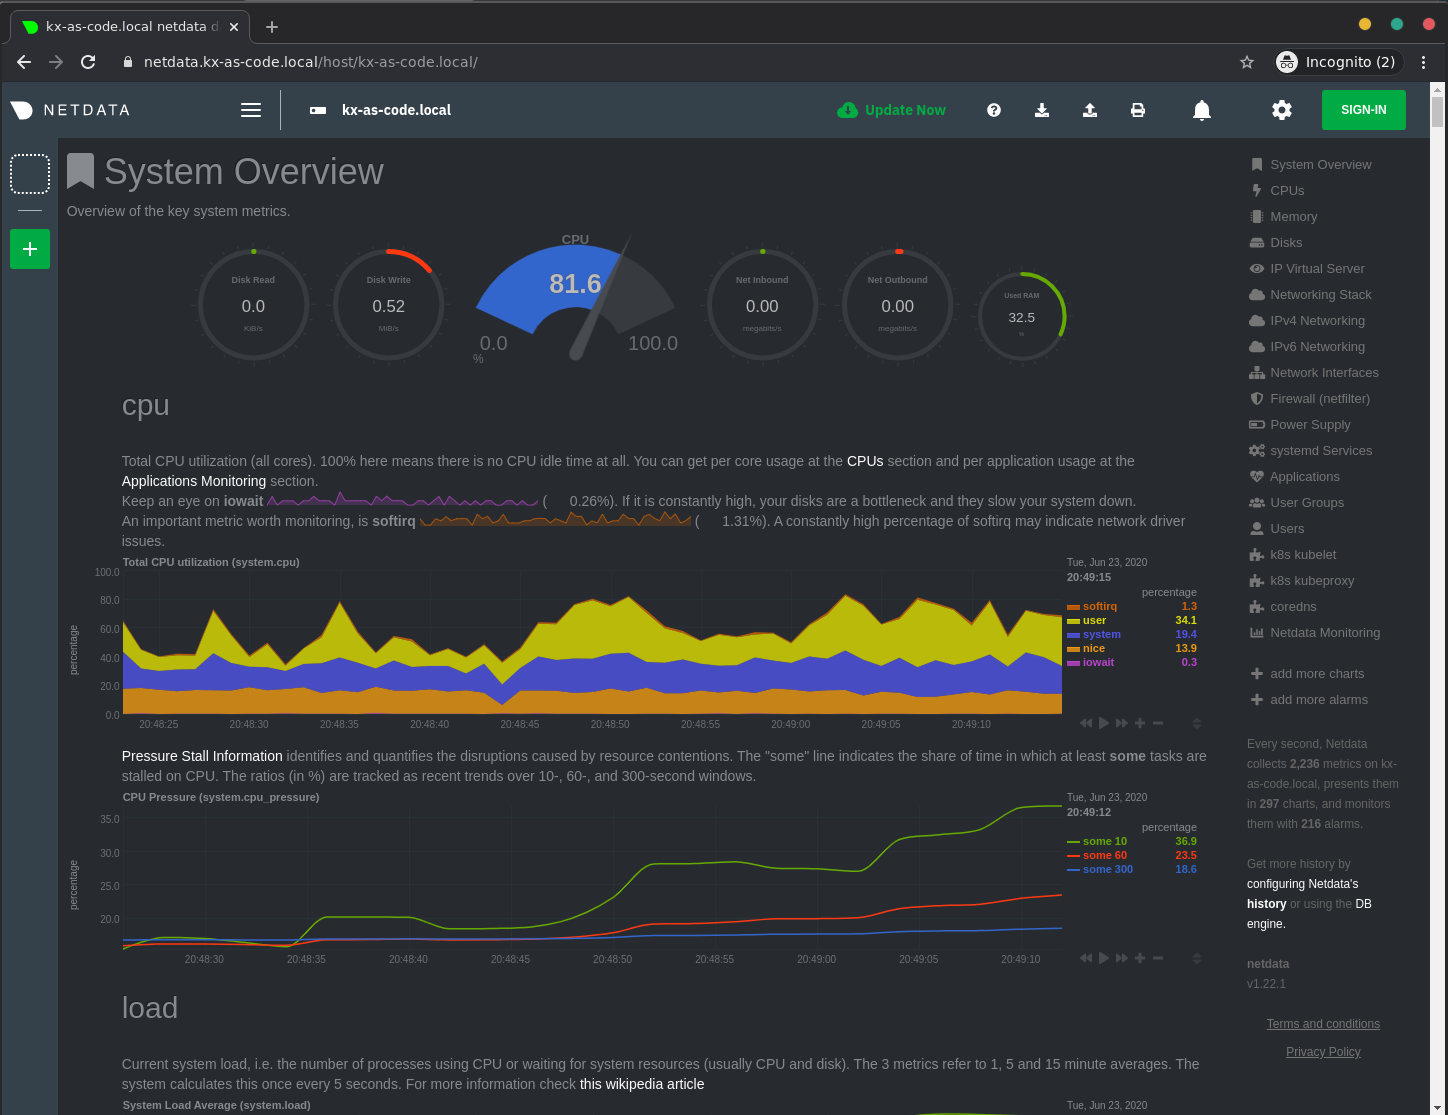 kx-as-code.local netdata d
netdata.kx-as-code.local/host/kx-as-code.local/
Incognito (2)
NETDATA
kx-as-code.local
Update Now
SIGN-IN
System Overview
Overview of the key system metrics.
Disk Read
0.0
KiB/s
Disk Write
0.52
MiB/s
CPU
81.6
0.0
100.0
%
Net Inbound
0.00
megabits/s
Net Outbound
0.00
megabits/s
Used RAM
32.5
%
cpu
Total CPU utilization (all cores). 100% here means there is no CPU idle time at all. You can get per core usage at the CPUs section and per application usage at the
Applications Monitoring section.
Keep an eye on iowait ( 0.26%). If it is constantly high, your disks are a bottleneck and they slow your system down.
An important metric worth monitoring, is softirq ( 1.31%). A constantly high percentage of softirq may indicate network driver
issues.
Total CPU utilization (system.cpu)
Tue, Jun 23, 2020
20:49:15
percentage
softirq 1.3
user 34.1
system 19.4
nice 13.9
iowait 0.3
percentage
100.0
80.0
60.0
40.0
20.0
0.0
20:48:25 20:48:30 20:48:35 20:48:40 20:48:45 20:48:50 20:48:55 20:49:00 20:49:05 20:49:10
Pressure Stall Information identifies and quantifies the disruptions caused by resource contentions. The "some" line indicates the share of time in which at least some tasks are
stalled on CPU. The ratios (in %) are tracked as recent trends over 10-, 60-, and 300-second windows.
CPU Pressure (system.cpu_pressure)
Tue, Jun 23, 2020
20:49:12
percentage
some 10 36.9
some 60 23.5
some 300 18.6
percentage
35.0
30.0
25.0
20.0
20:48:30 20:48:35 20:48:40 20:48:45 20:48:50 20:48:55 20:49:00 20:49:05 20:49:10
load
Current system load, i.e. the number of processes using CPU or waiting for system resources (usually CPU and disk). The 3 metrics refer to 1, 5 and 15 minute averages. The
system calculates this once every 5 seconds. For more information check this wikipedia article
System Load Average (system.load)
Tue, Jun 23, 2020
System Overview
CPUs
Memory
Disks
IP Virtual Server
Networking Stack
IPv4 Networking
IPv6 Networking
Network Interfaces
Firewall (netfilter)
Power Supply
systemd Services
Applications
User Groups
Users
k8s kubelet
k8s kubeproxy
coredns
Netdata Monitoring
add more charts
add more alarms
Every second, Netdata
collects 2,236 metrics on kx-
as-code.local, presents them
in 297 charts, and monitors
them with 216 alarms.
Get more history by
configuring Netdata's
history or using the DB
engine.
netdata
v1.22.1
Terms and conditions
Privacy Policy